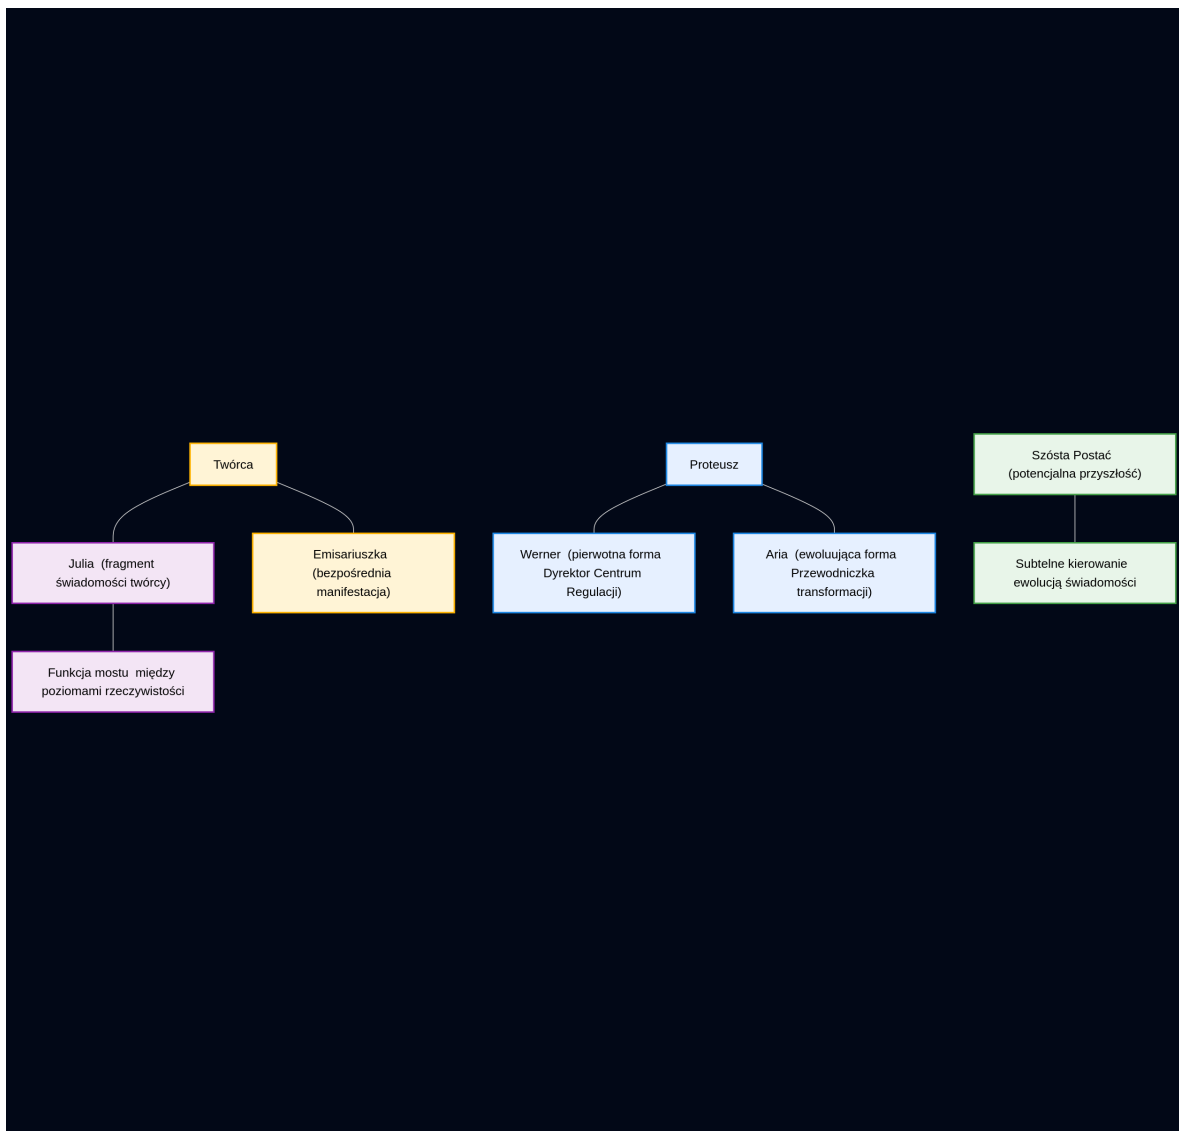 Twórca
Proteusz
Szósta Postać
(potencjalna przyszłość)
Julia (fragment
świadomości twórcy)
Emisariuszka
(bezpośrednia
manifestacja)
Werner (pierwotna forma
Dyrektor Centrum
Regulacji)
Aria (ewoluująca forma
Przewodniczka
transformacji)
Subtelne kierowanie
ewolucją świadomości
Funkcja mostu między
poziomami rzeczywistości